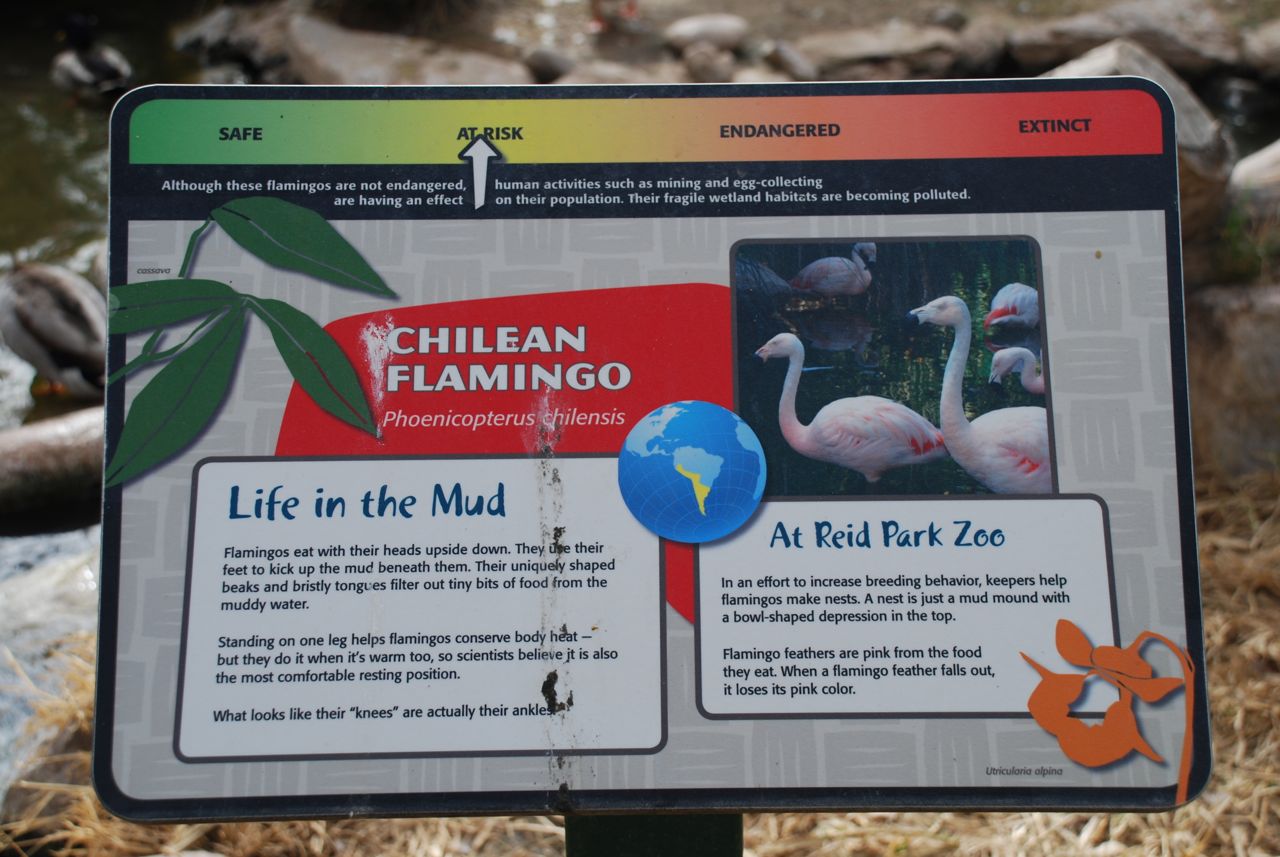 SAFE
AT RISK
ENDANGERED
EXTINCT
Although these flamingos are not endangered, human activities such as mining and egg-collecting
are having an effect on their population. Their fragile wetland habitats are becoming polluted.
cassava
CHILEAN
FLAMINGO
Phoenicopterus chilensis
Life in the Mud
Flamingos eat with their heads upside down. They use their
feet to kick up the mud beneath them. Their uniquely shaped
beaks and bristly tongues filter out tiny bits of food from the
muddy water.
Standing on one leg helps flamingos conserve body heat –
but they do it when it's warm too, so scientists believe it is also
the most comfortable resting position.
What looks like their "knees" are actually their ankles.
At Reid Park Zoo
In an effort to increase breeding behavior, keepers help
flamingos make nests. A nest is just a mud mound with
a bowl-shaped depression in the top.
Flamingo feathers are pink from the food
they eat. When a flamingo feather falls out,
it loses its pink color.
Utricularia alpina